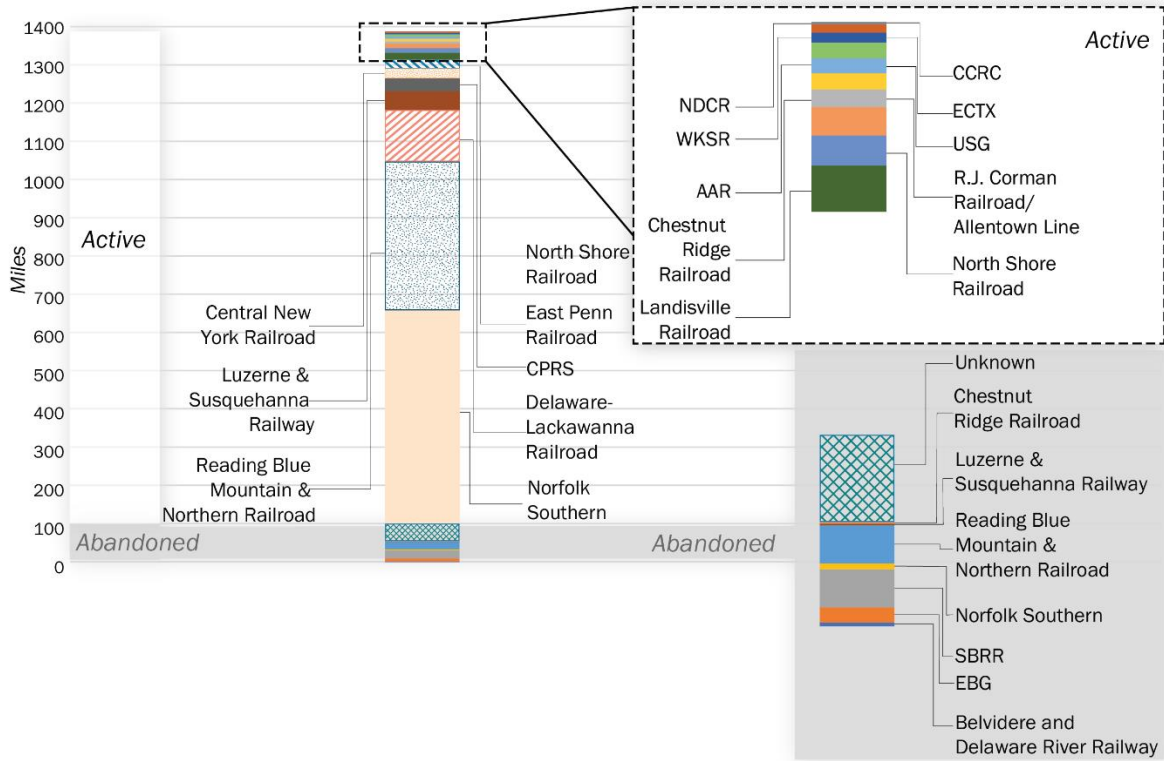 1400
1300
1200
1100
1000
900
800
700
600
500
400
300
200
100
0
Miles
Active
Abandoned
Central New
York Railroad
Luzerne &
Susquehanna
Railway
Reading Blue
Mountain &
Northern Railroad
North Shore
Railroad
East Penn
Railroad
CPRS
Delaware-
Lackawanna
Railroad
Norfolk
Southern
Active
NDCR
WKSR
AAR
Chestnut
Ridge
Railroad
Landisville
Railroad
CCRC
ECTX
USG
R.J. Corman
Railroad/
Allentown Line
North Shore
Railroad
Abandoned
Unknown
Chestnut
Ridge Railroad
Luzerne &
Susquehanna Railway
Reading Blue
Mountain &
Northern Railroad
Norfolk Southern
SBRR
EBG
Belvidere and
Delaware River Railway